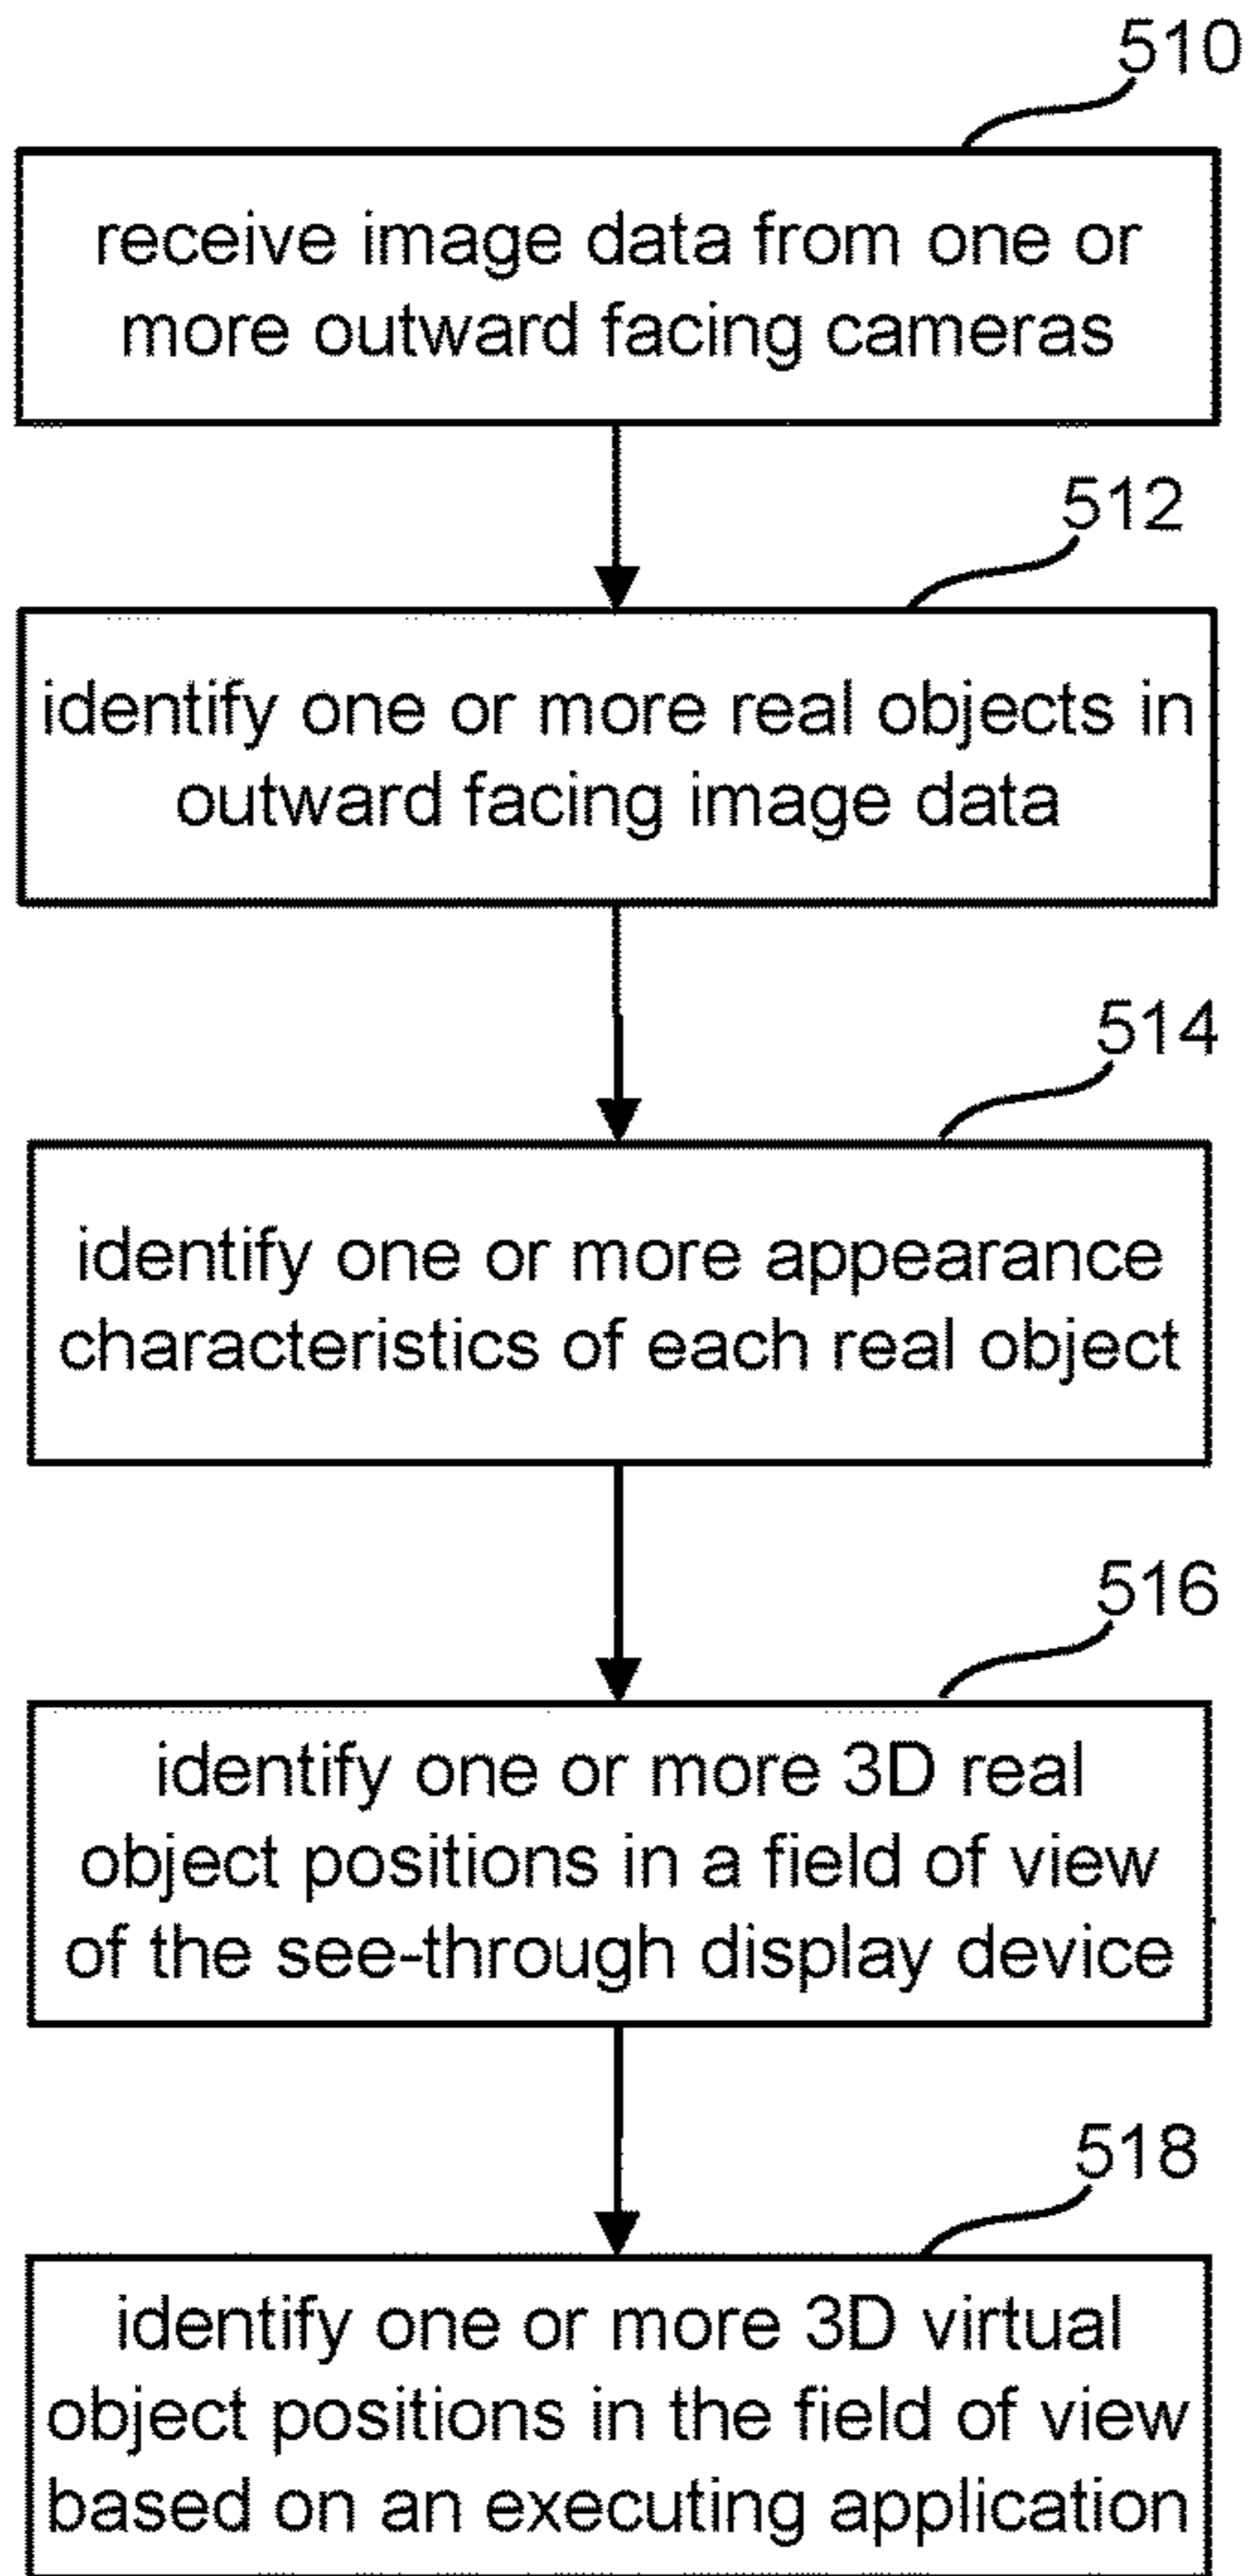 510
receive image data from one or
more outward facing cameras
512
identify one or more real objects in
outward facing image data
514
identify one or more appearance
characteristics of each real object
516
identify one or more 3D real
object positions in a field of view
of the see-through display device
518
identify one or more 3D virtual
object positions in the field of view
based on an executing application